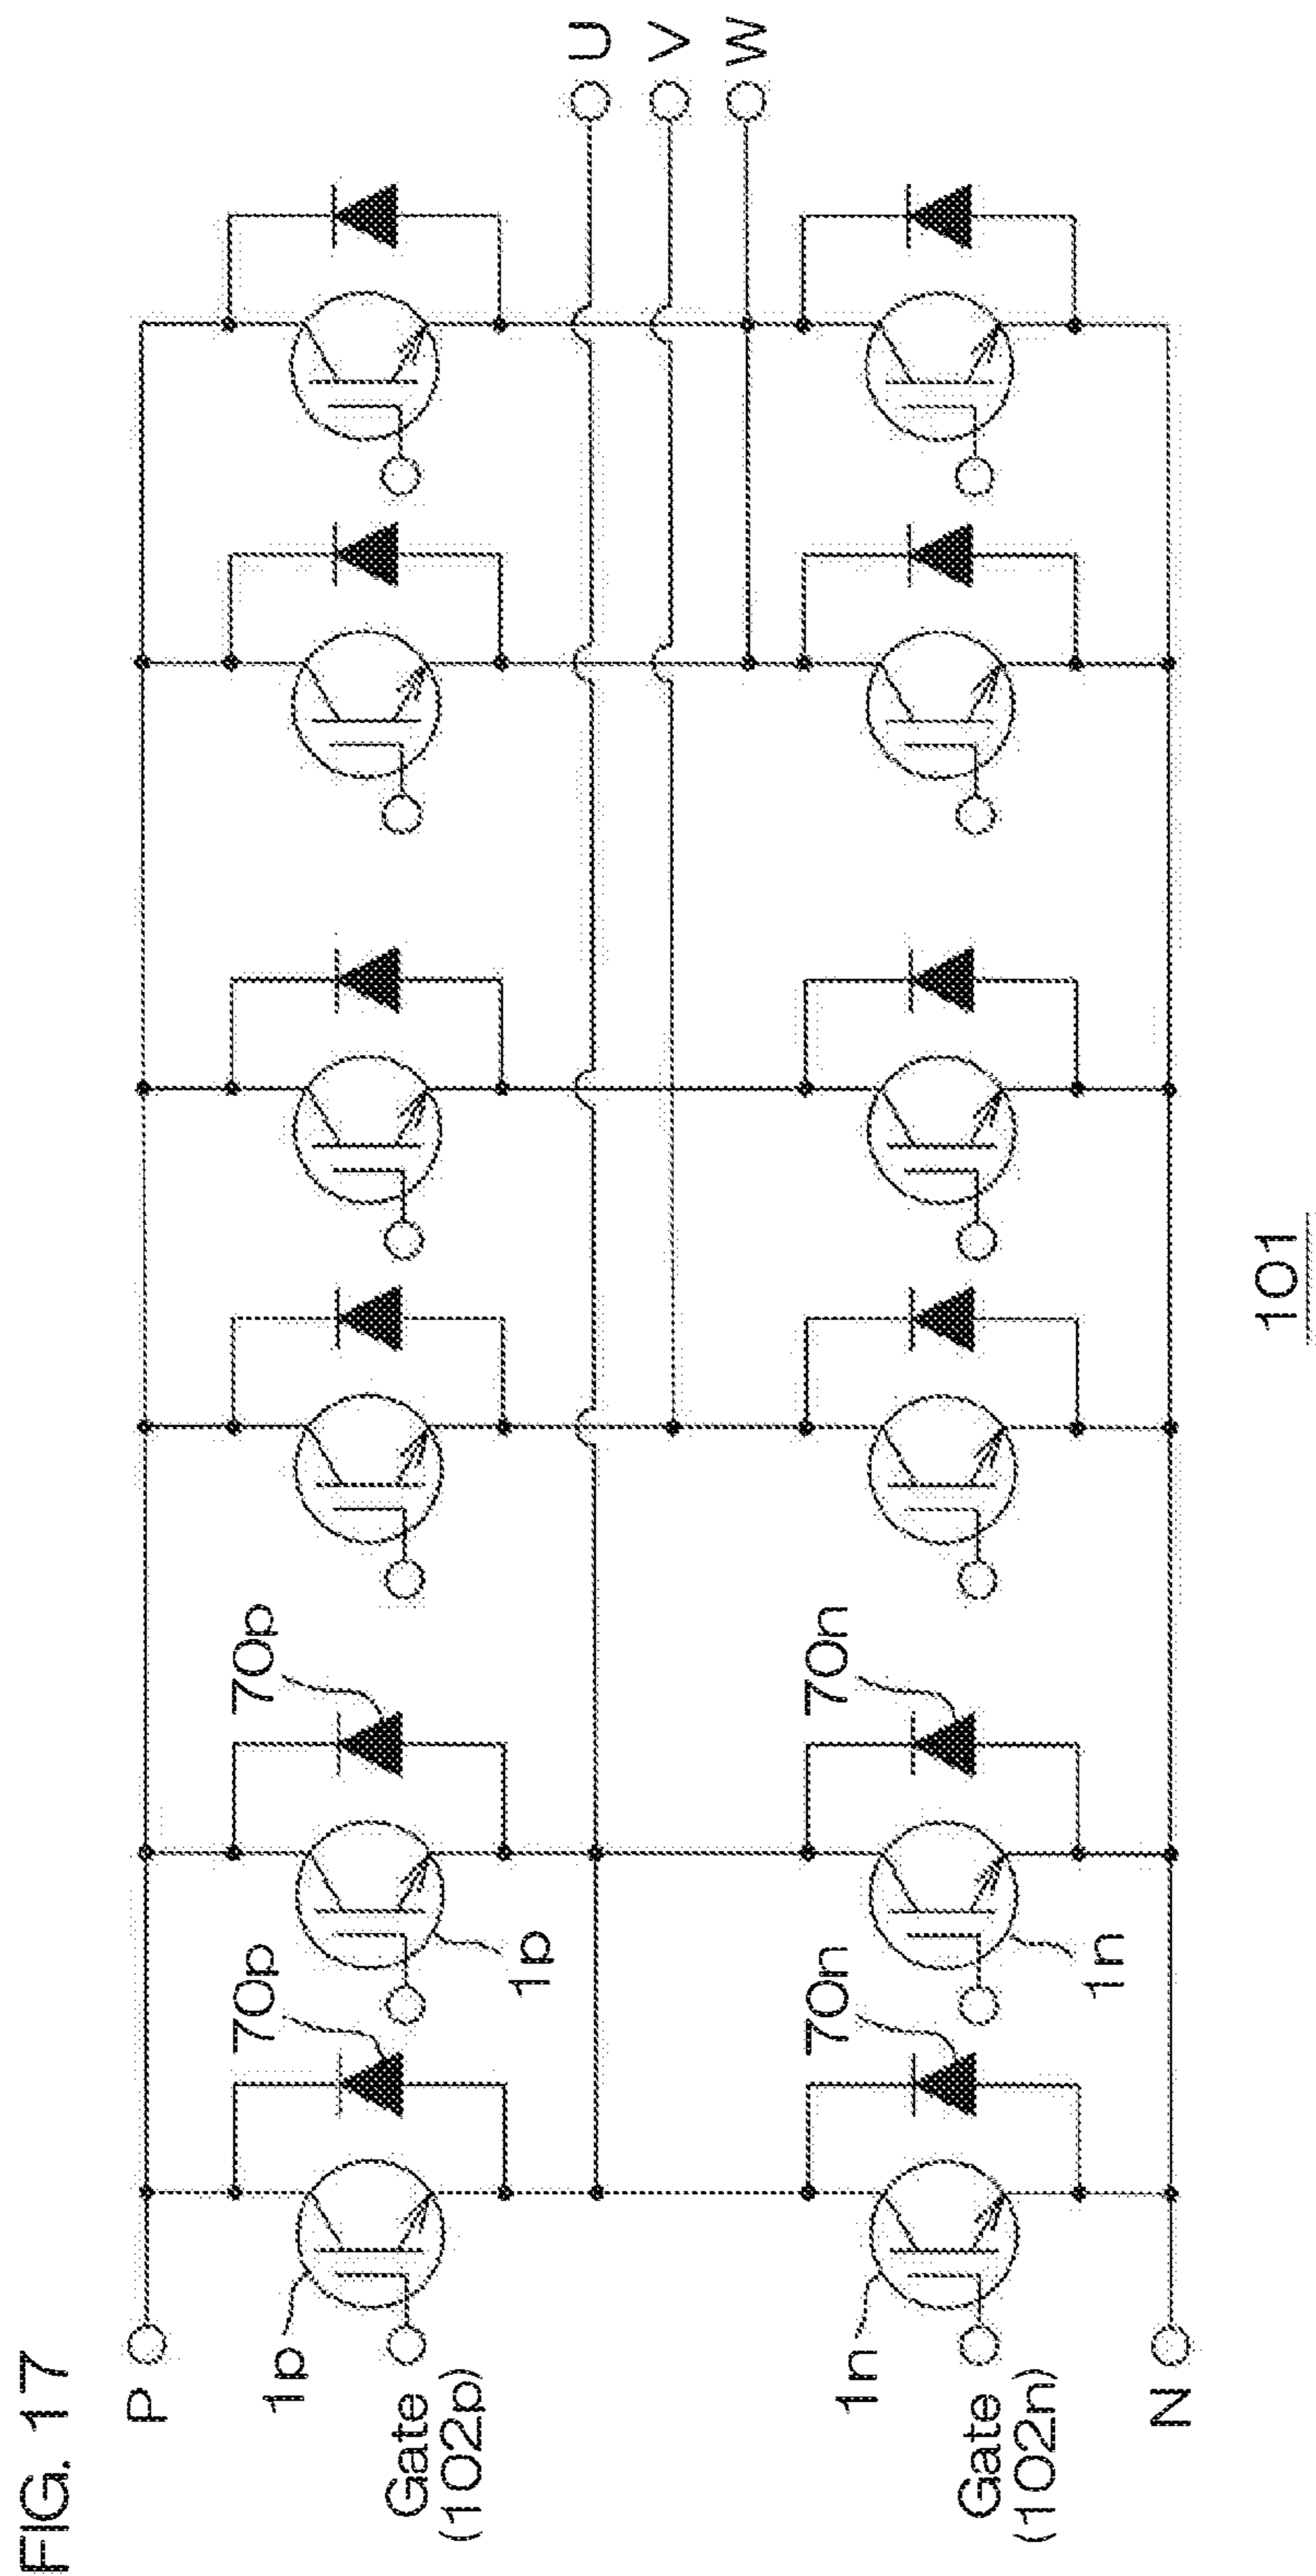 FIG. 17
P
1p
70p
1p
70p
Gate
(102p)
U
V
W
1n
70n
1n
70n
Gate
(102n)
N
101